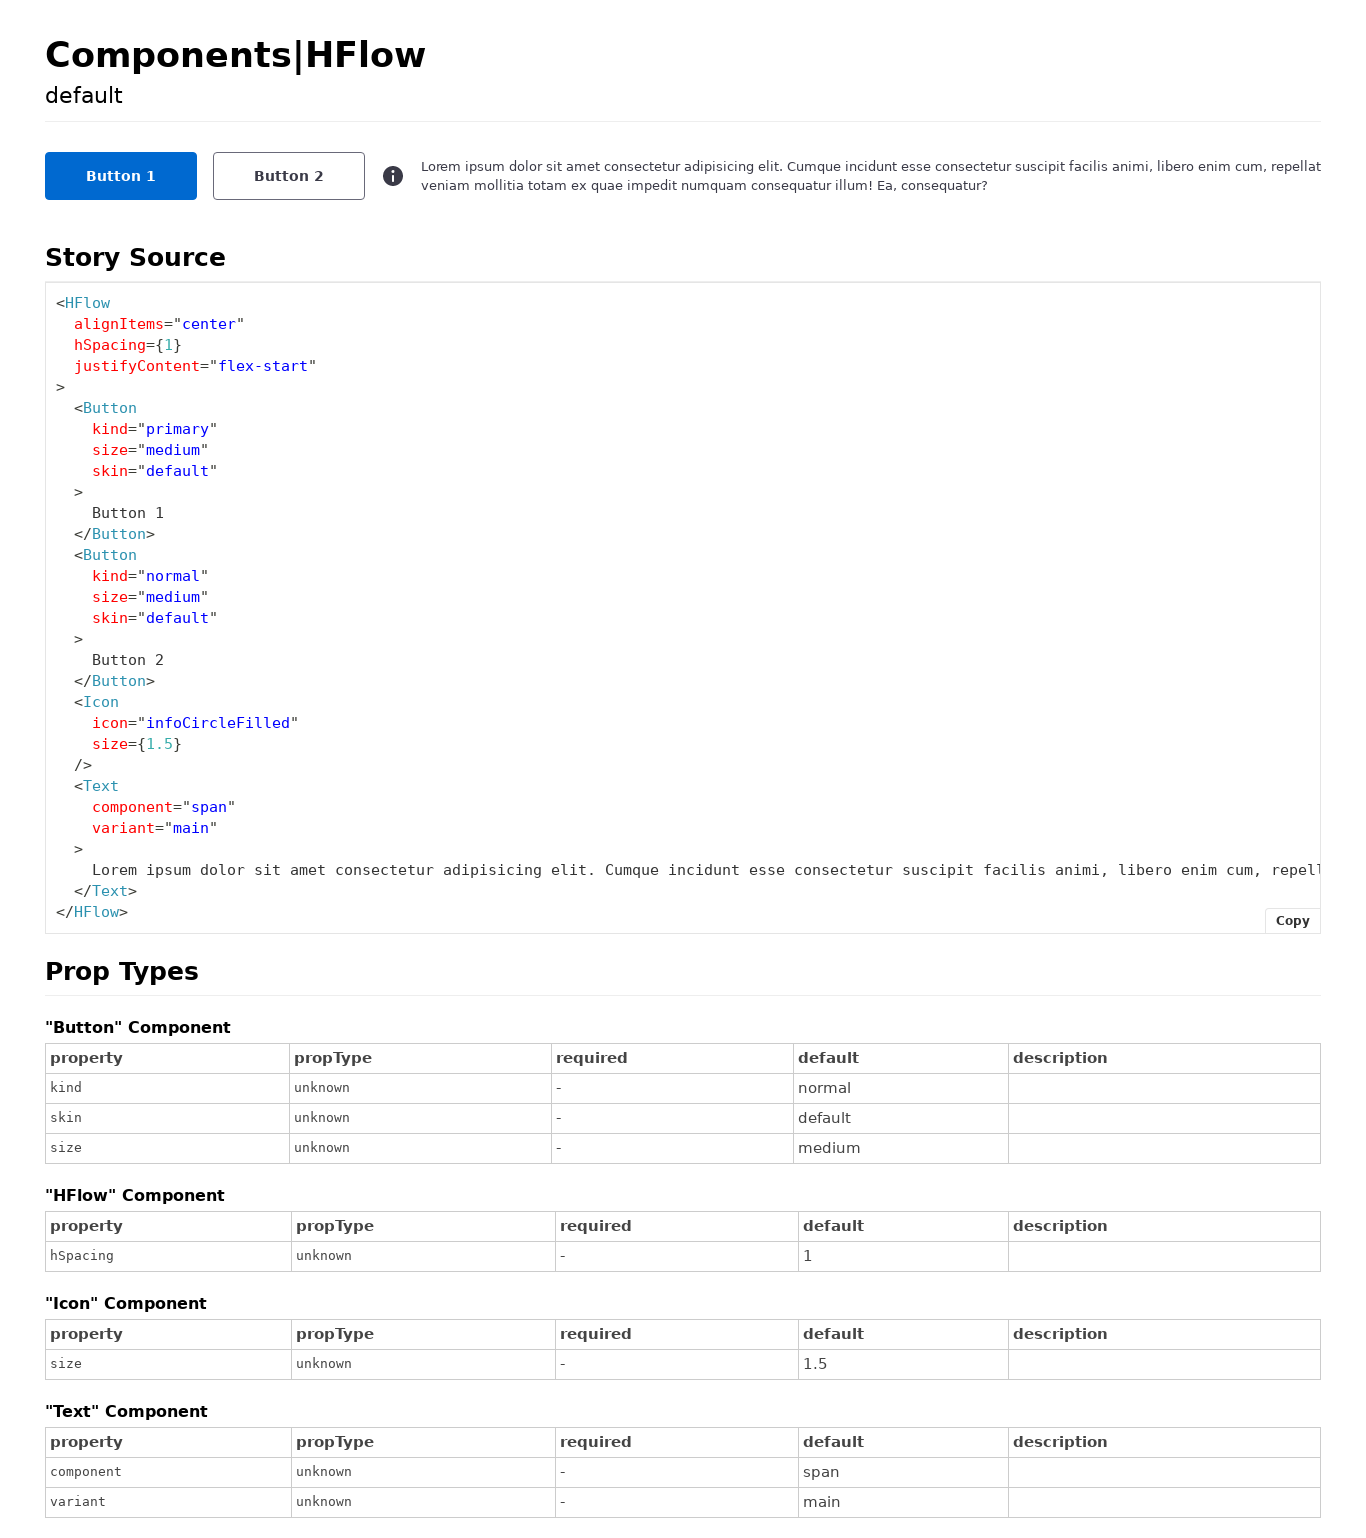 Components|HFlow
default
Button 1
Button 2
Lorem ipsum dolor sit amet consectetur adipisicing elit. Cumque incidunt esse consectetur suscipit facilis animi, libero enim cum, repellat
veniam mollitia totam ex quae impedit numquam consequatur illum! Ea, consequatur?
Story Source
<HFlow
  alignItems="center"
  hSpacing={1}
  justifyContent="flex-start"
>
  <Button
    kind="primary"
    size="medium"
    skin="default"
  >
    Button 1
  </Button>
  <Button
    kind="normal"
    size="medium"
    skin="default"
  >
    Button 2
  </Button>
  <Icon
    icon="infoCircleFilled"
    size={1.5}
  />
  <Text
    component="span"
    variant="main"
  >
    Lorem ipsum dolor sit amet consectetur adipisicing elit. Cumque incidunt esse consectetur suscipit facilis animi, libero enim cum, repell
  </Text>
</HFlow>
Copy
Prop Types
"Button" Component
property propType required default description
kind unknown - normal
skin unknown - default
size unknown - medium
"HFlow" Component
property propType required default description
hSpacing unknown - 1
"Icon" Component
property propType required default description
size unknown - 1.5
"Text" Component
property propType required default description
component unknown - span
variant unknown - main